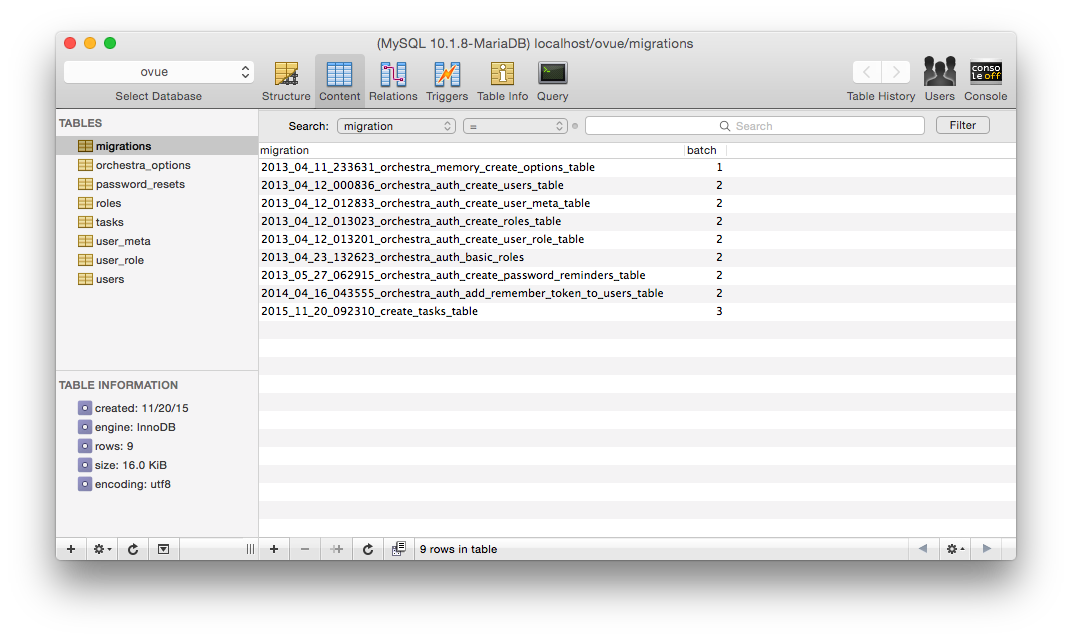 (MySQL 10.1.8-MariaDB) localhost/ovue/migrations
ovue
Select Database
Structure
Content
Relations
Triggers
Table Info
Query
Table History
Users
conso
le off
Console
TABLES
migrations
orchestra_options
password_resets
roles
tasks
user_meta
user_role
users
TABLE INFORMATION
created: 11/20/15
engine: InnoDB
rows: 9
size: 16.0 KiB
encoding: utf8
Search: migration = Search Filter
migration batch
2013_04_11_233631_orchestra_memory_create_options_table 1
2013_04_12_000836_orchestra_auth_create_users_table 2
2013_04_12_012833_orchestra_auth_create_user_meta_table 2
2013_04_12_013023_orchestra_auth_create_roles_table 2
2013_04_12_013201_orchestra_auth_create_user_role_table 2
2013_04_23_132623_orchestra_auth_basic_roles 2
2013_05_27_062915_orchestra_auth_create_password_reminders_table 2
2014_04_16_043555_orchestra_auth_add_remember_token_to_users_table 2
2015_11_20_092310_create_tasks_table 3
9 rows in table